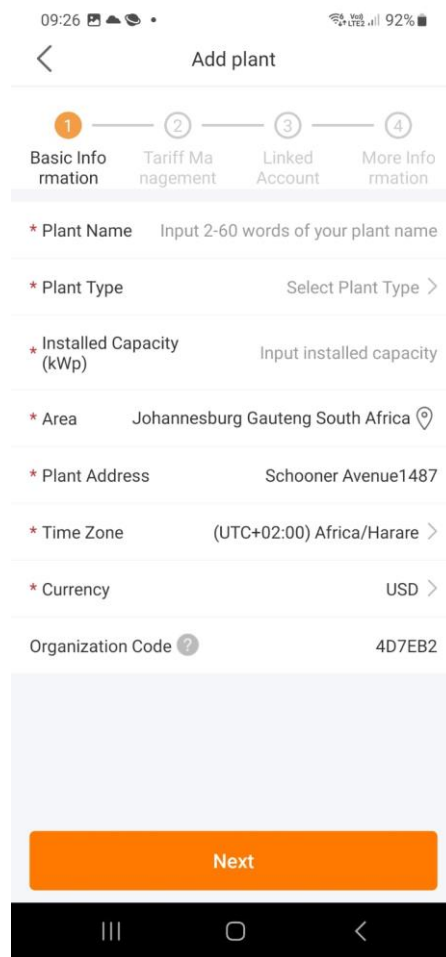 09:26
Vo))
LTE2
92%
Add plant
1
2
3
4
Basic Info
rmation
Tariff Ma
nagement
Linked
Account
More Info
rmation
* Plant Name Input 2-60 words of your plant name
* Plant Type Select Plant Type
* Installed Capacity
(kWp) Input installed capacity
* Area Johannesburg Gauteng South Africa
* Plant Address Schooner Avenue1487
* Time Zone (UTC+02:00) Africa/Harare
* Currency USD
Organization Code ? 4D7EB2
Next